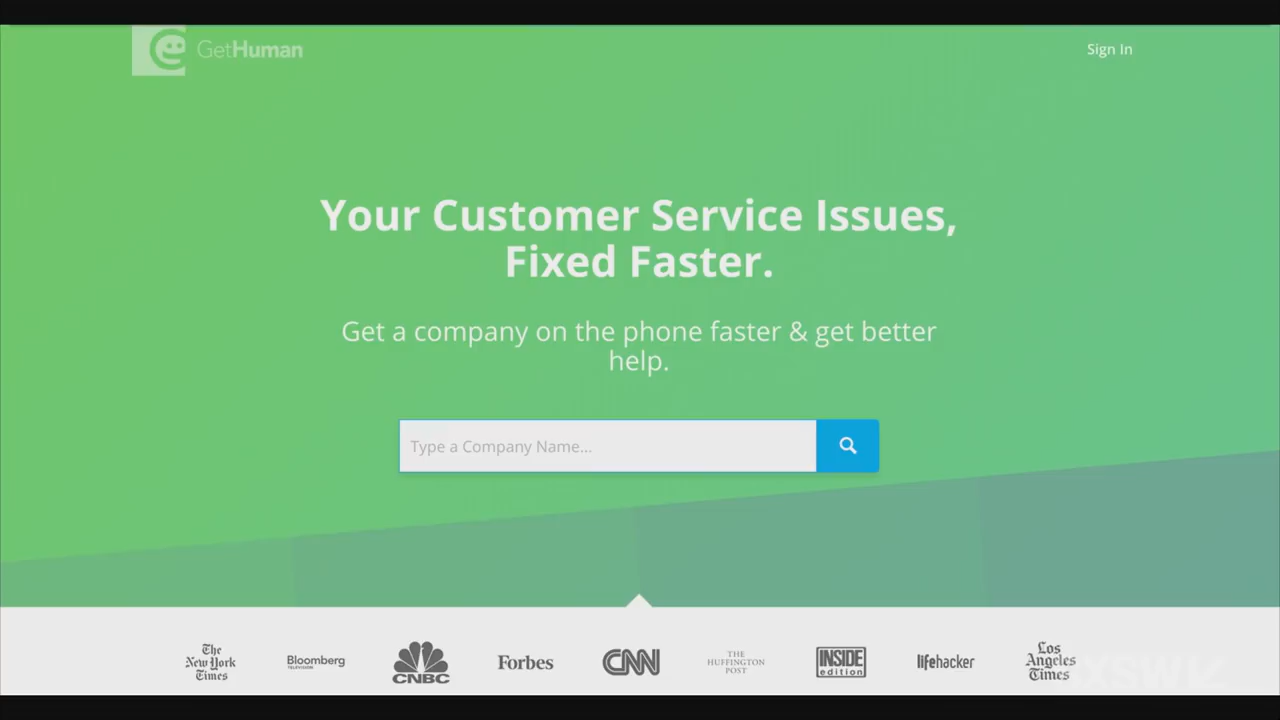 GetHuman
Sign In
Your Customer Service Issues,
Fixed Faster.
Get a company on the phone faster & get better
help.
Type a Company Name...
The
New York
Times
Bloomberg
TELEVISION
CNBC
Forbes
CNN
THE
HUFFINGTON
POST
INSIDE
edition
lifehacker
Los
Angeles
Times